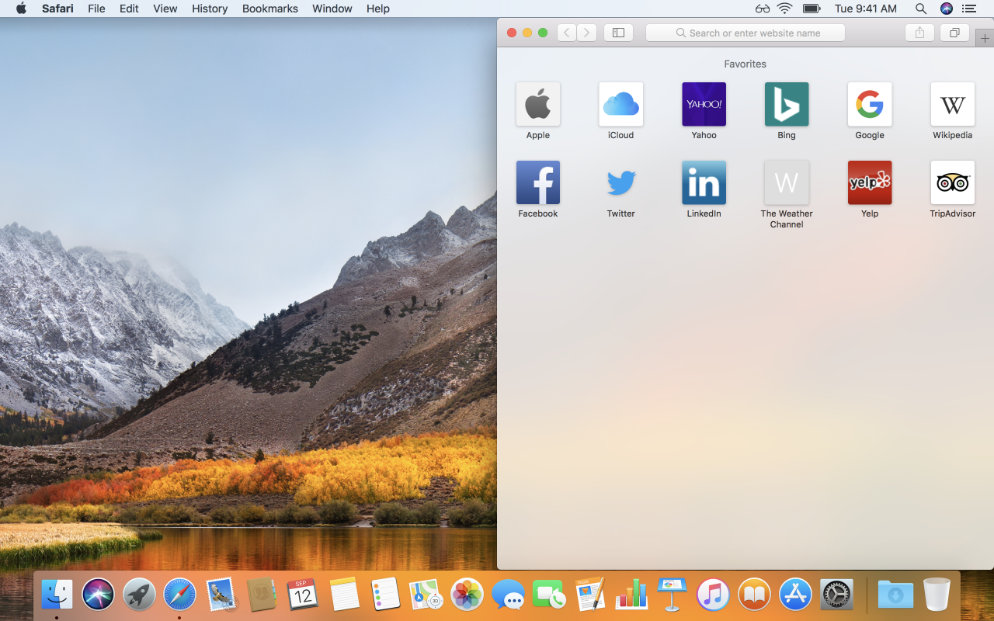 Safari File Edit View History Bookmarks Window Help Tue 9:41 AM
Search or enter website name
Favorites
YAHOO!
W
Apple iCloud Yahoo Bing Google Wikipedia
f in W yelp
Facebook Twitter LinkedIn The Weather Channel Yelp TripAdvisor
SEP
12